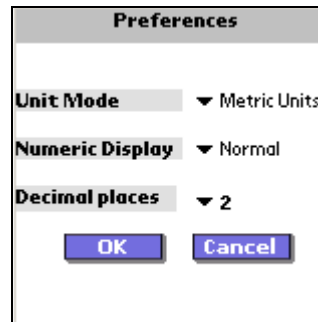 Preferences
Unit Mode Metric Units
Numeric Display Normal
Decimal places 2
OK Cancel